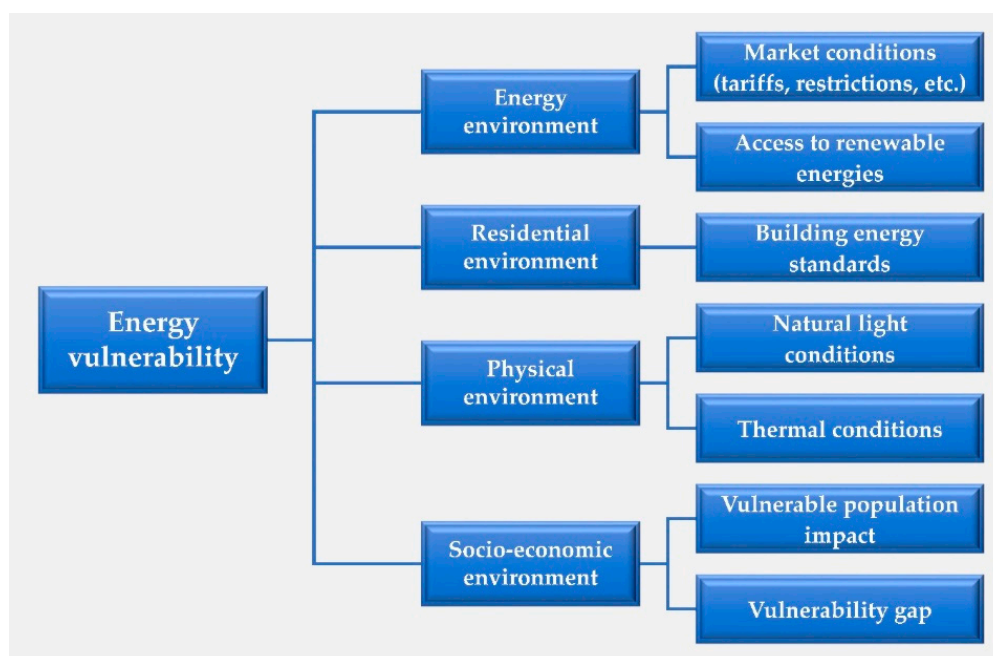 Energy
vulnerability
Energy
environment
Market conditions
(tariffs, restrictions, etc.)
Access to renewable
energies
Residential
environment
Building energy
standards
Physical
environment
Natural light
conditions
Thermal conditions
Socio-economic
environment
Vulnerable population
impact
Vulnerability gap